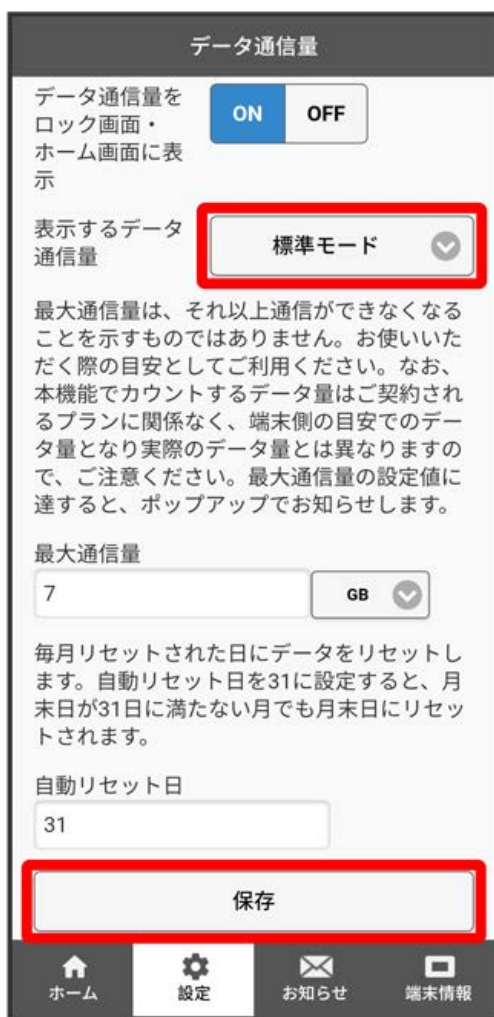 データ通信量
データ通信量を
ロック画面・
ホーム画面に表
示
ON OFF
表示するデータ
通信量
標準モード
最大通信量は、それ以上通信ができなくなる
ことを示すものではありません。お使いいた
だく際の目安としてご利用ください。なお、
本機能でカウントするデータ量はご契約され
るプランに関係なく、端末側の目安でのデー
タ量となり実際のデータ量とは異なりますの
で、ご注意ください。最大通信量の設定値に
達すると、ポップアップでお知らせします。
最大通信量
7 GB
毎月リセットされた日にデータをリセットし
ます。自動リセット日を31に設定すると、月
末日が31日に満たない月でも月末日にリセッ
トされます。
自動リセット日
31
保存
ホーム 設定 お知らせ 端末情報